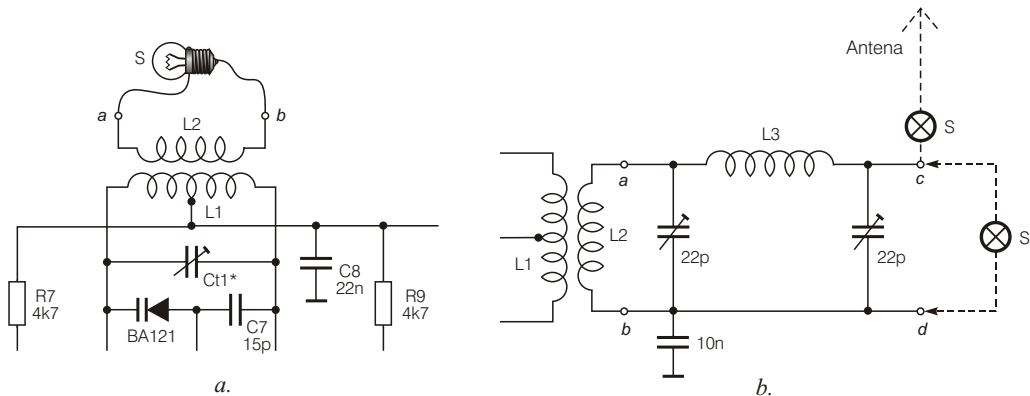 S
a
b
L2
L1
Ct1*
C8
22n
R7
4k7
R9
4k7
BA121
C7
15p
a.
Antena
S
L3
a
c
L2
L1
22p
22p
S
b
d
10n
b.